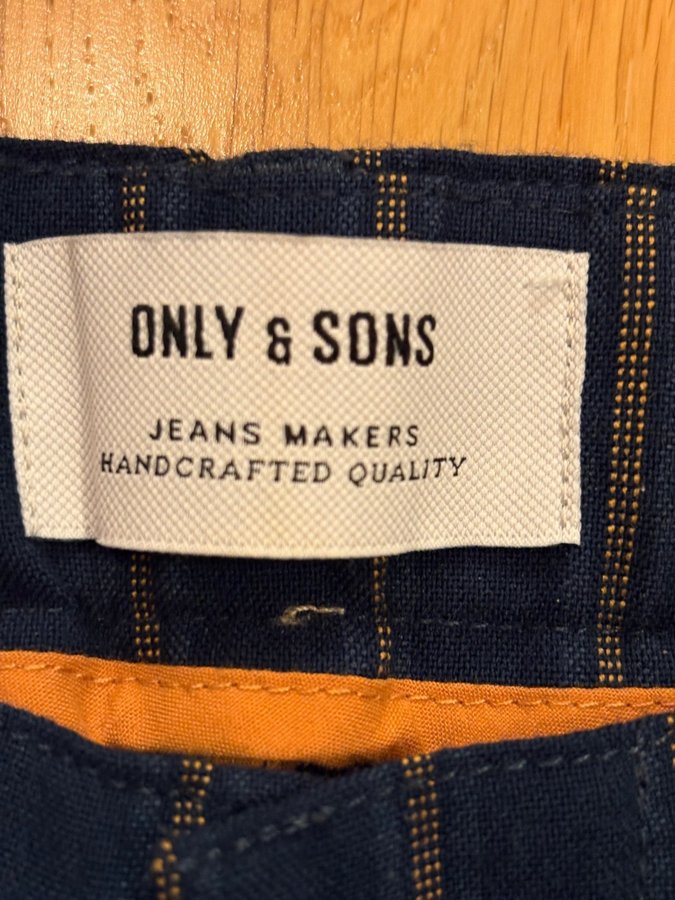 ONLY & SONS
JEANS MAKERS
HANDCRAFTED QUALITY